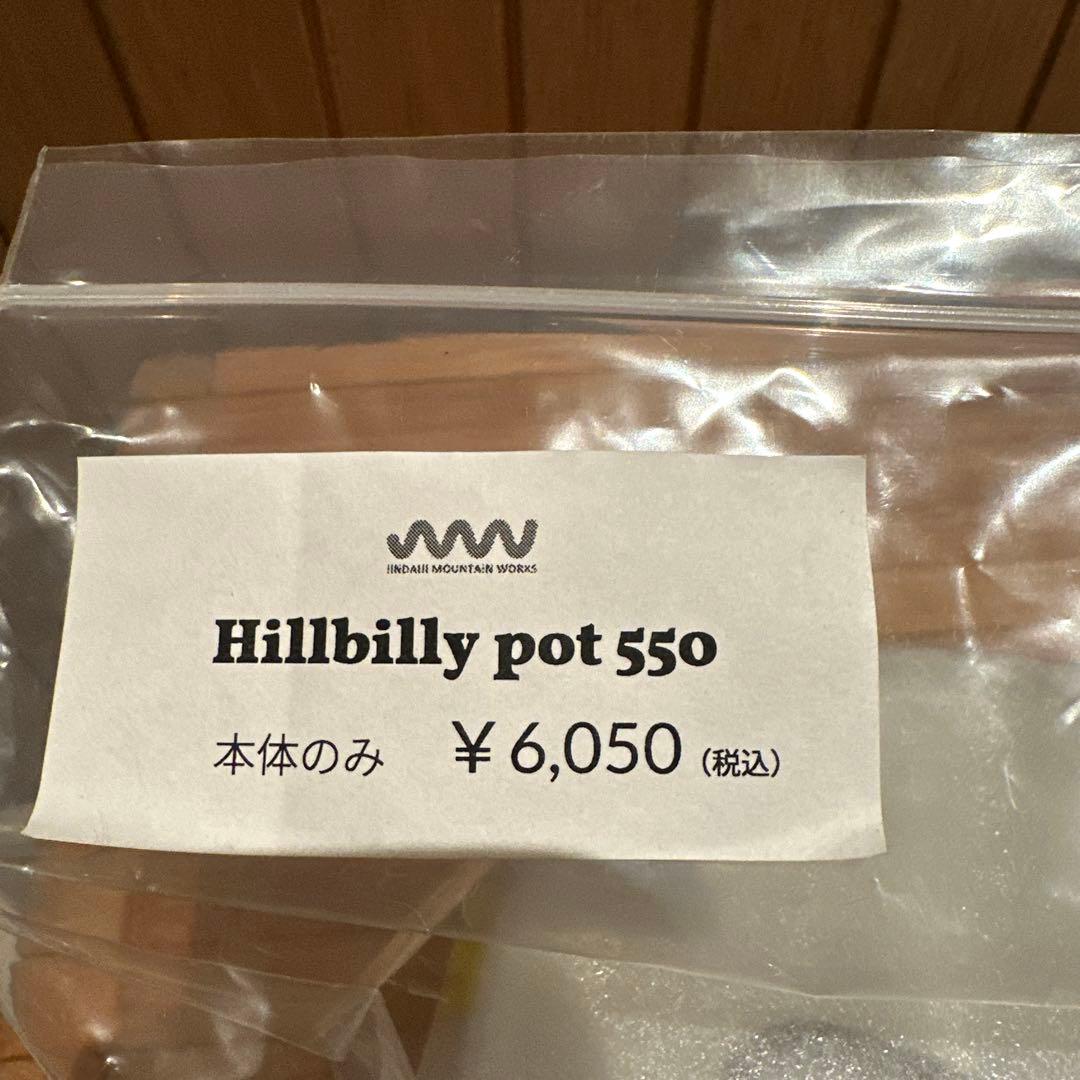 JINDAIJI MOUNTAIN WORKS
Hillbilly pot 550
本体のみ ¥6,050 (税込)